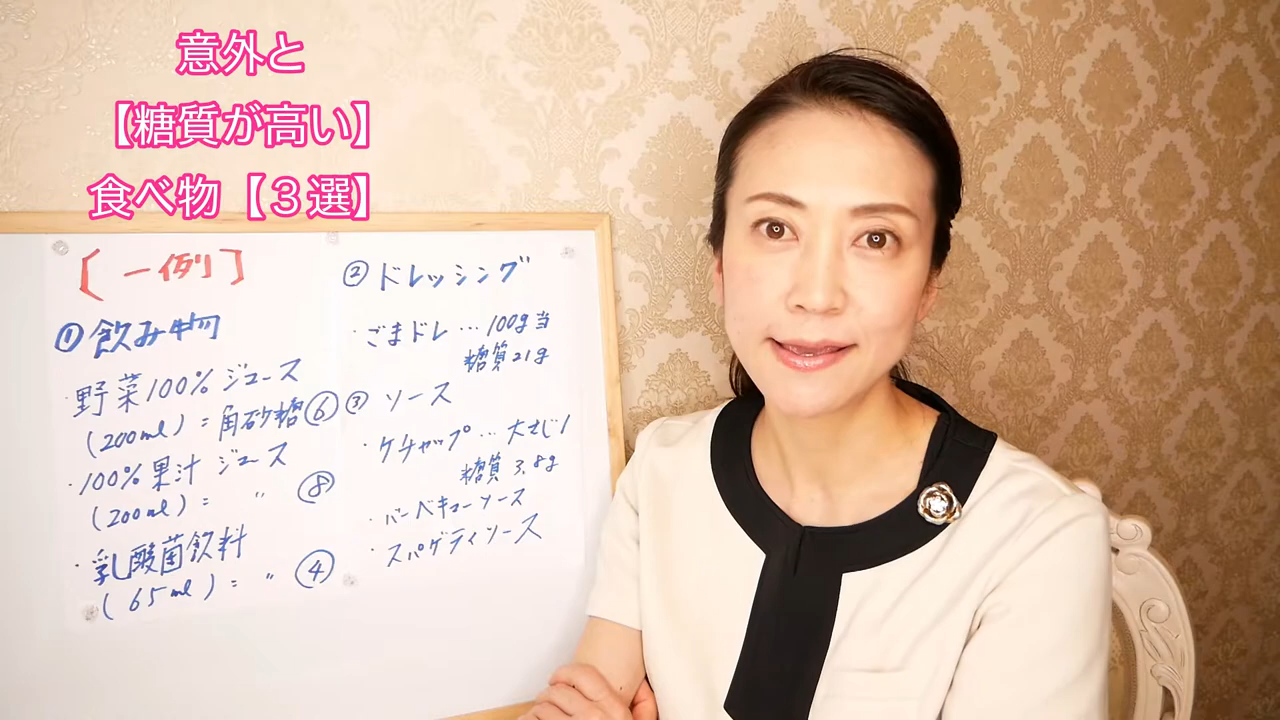 意外と
【糖質が高い】
食べ物【３選】
〔一例〕
①飲み物
・野菜100% ジュース
(200ml) = 角砂糖⑥
・100% 果汁 ジュース
(200ml) = 〃 ⑧
・乳酸菌飲料
(65ml) = 〃 ④
②ドレッシング
・ごまドレ…100g当
糖質21g
③ ソース
・ケチャップ…大さじ1
糖質 3.8g
・バーベキューソース
・スパゲティソース